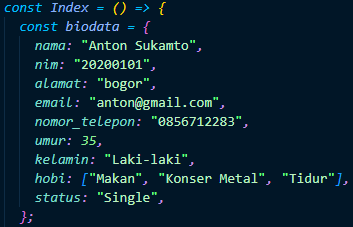 const Index = () => {
const biodata = {
nama: "Anton Sukamto",
nim: "20200101",
alamat: "bogor",
email: "anton@gmail.com",
nomor_telepon: "0856712283",
umur: 35,
kelamin: "Laki-laki",
hobi: ["Makan", "Konser Metal", "Tidur"],
status: "Single",
};